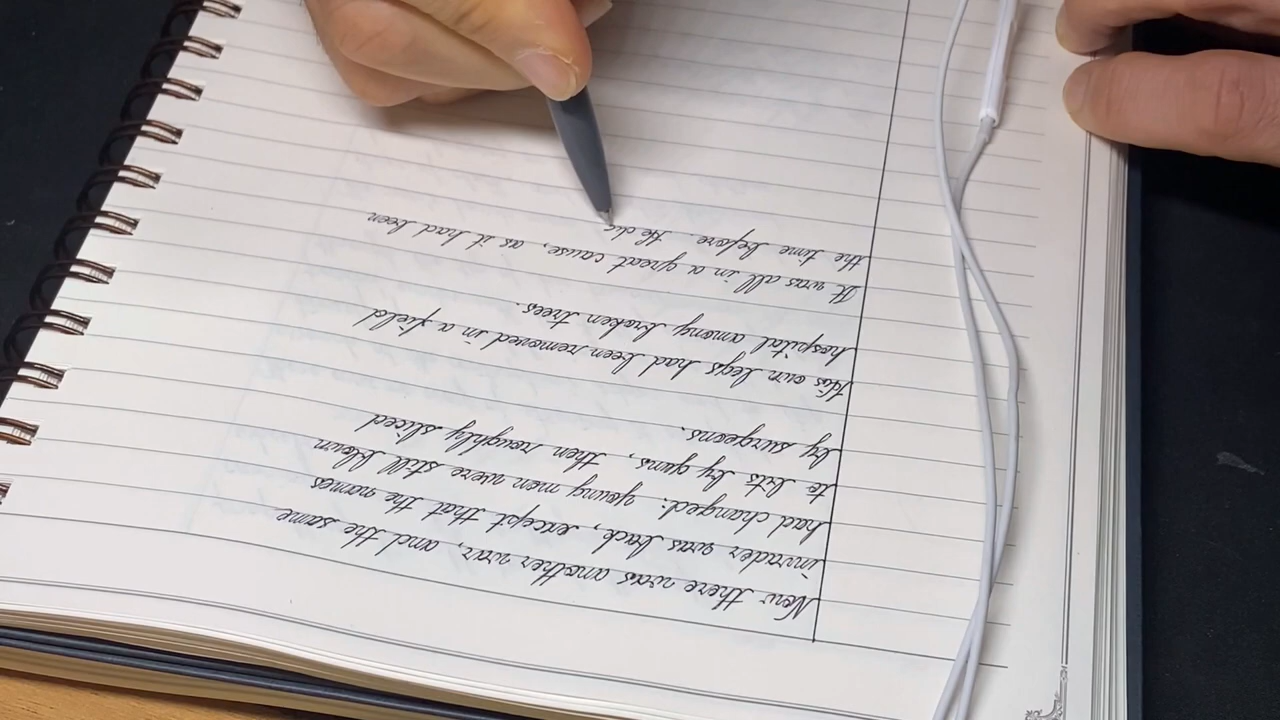 Now there was another war, and the same
invader was back, except that the names
had changed: young men were still blown
to bits by guns, then roughly sliced
by surgeons.
His own legs had been removed in a field
hospital among broken trees.
It was all in a great cause, as it had been
the time before. He dic